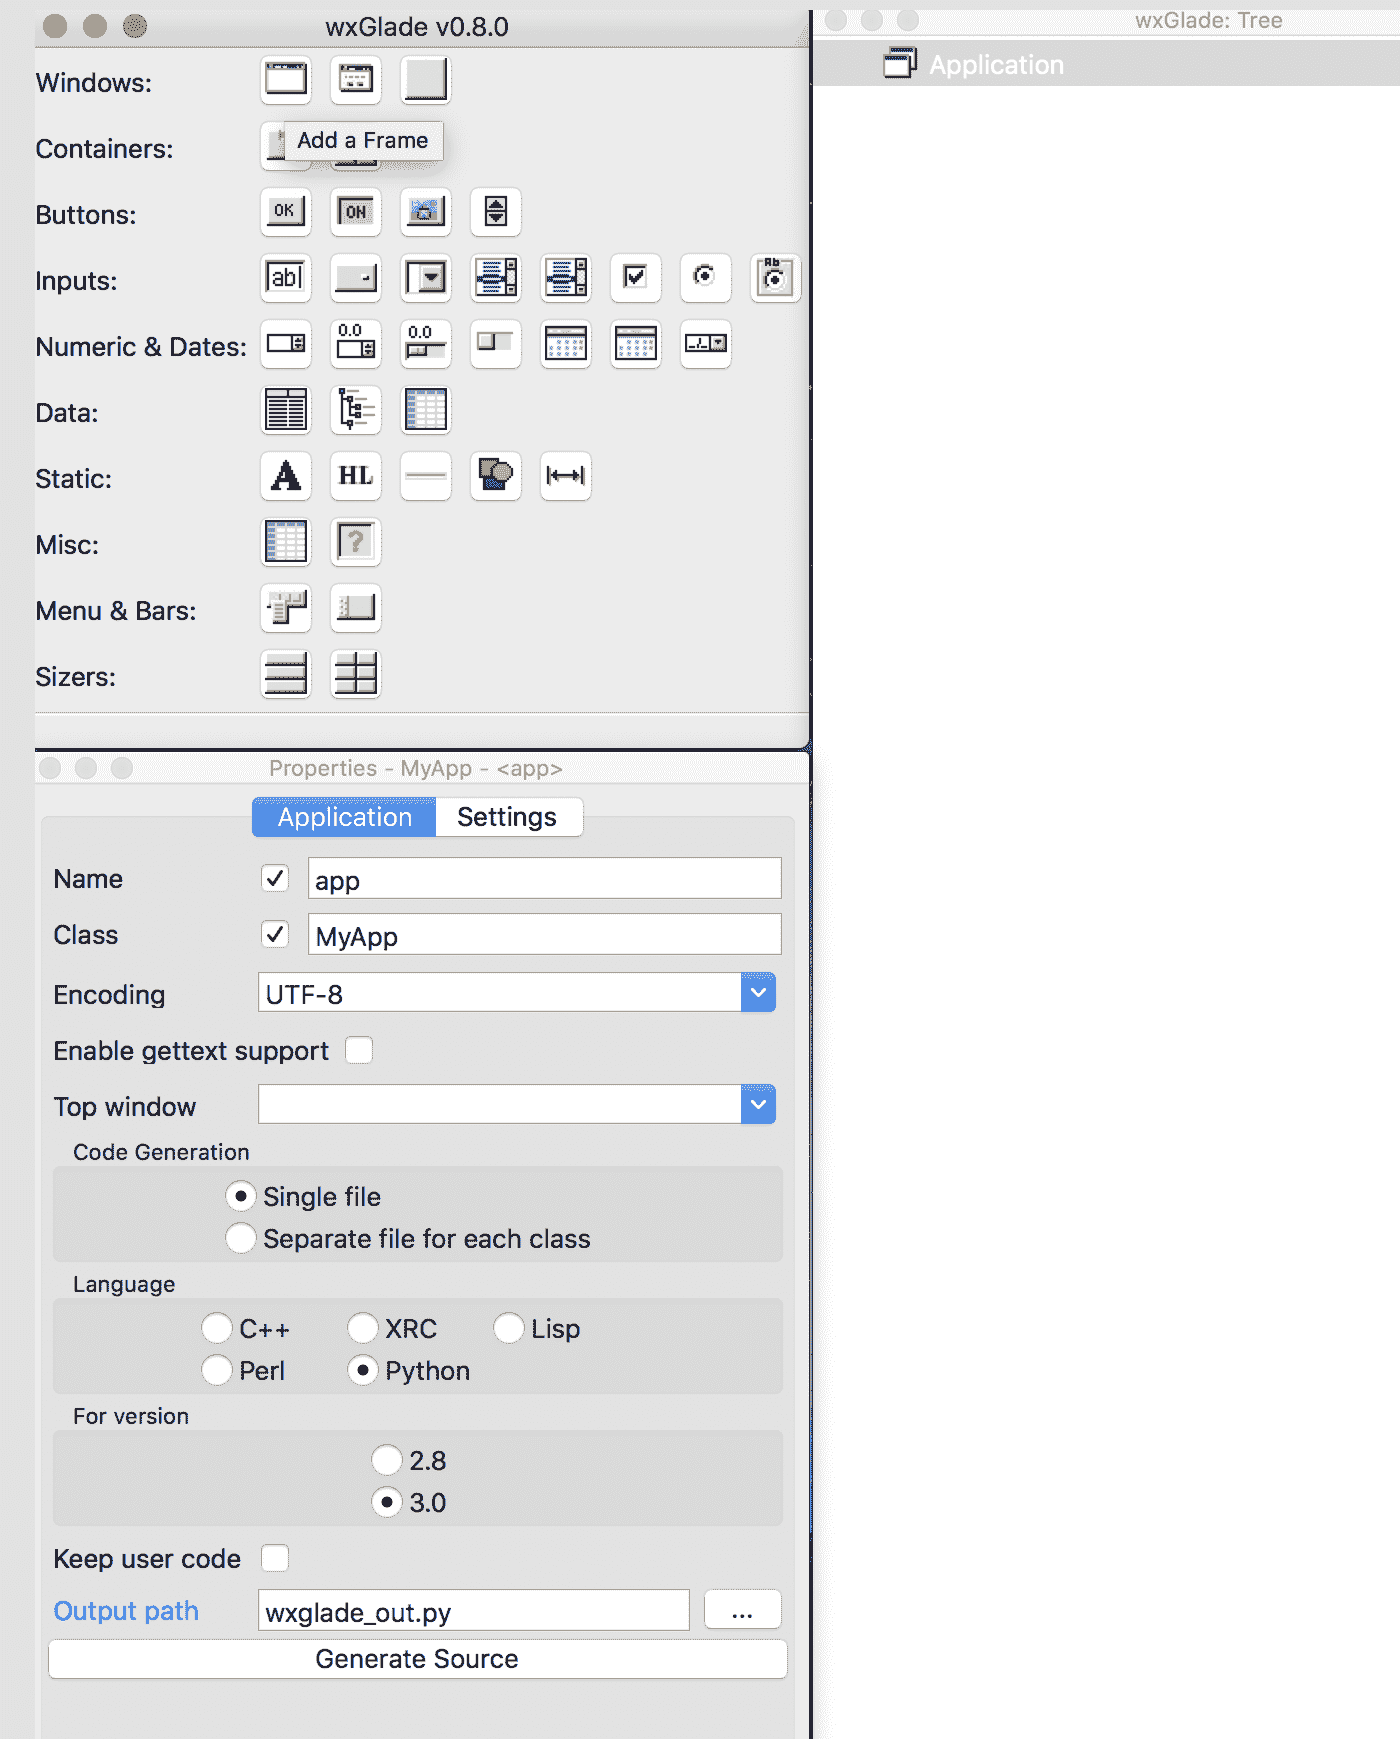 wxGlade v0.8.0
wxGlade: Tree
Application
Windows:
Add a Frame
Containers:
Buttons:
OK
ON
Inputs:
ab|
Ab
Numeric & Dates:
0.0
0.0
Data:
Static:
A
HL
Misc:
?
Menu & Bars:
Sizers:
Properties - MyApp - <app>
Application Settings
Name app
Class MyApp
Encoding UTF-8
Enable gettext support
Top window
Code Generation
Single file
Separate file for each class
Language
C++ XRC Lisp
Perl Python
For version
2.8
3.0
Keep user code
Output path wxglade_out.py ...
Generate Source